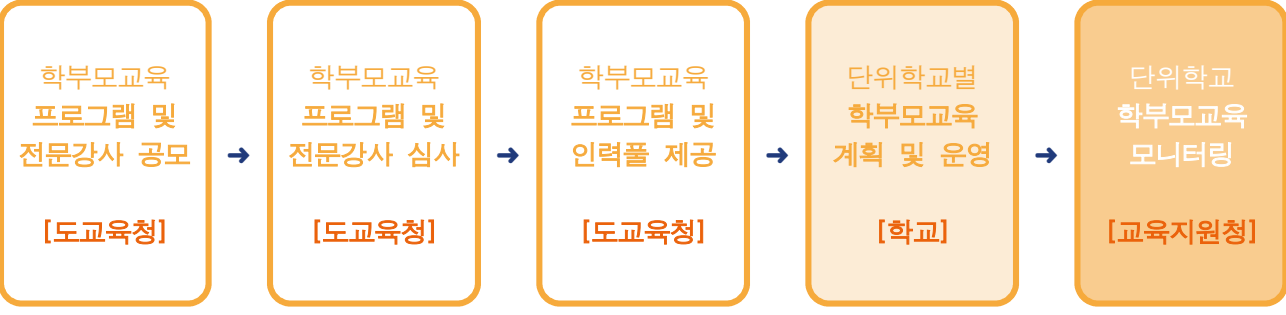 학부모교육
프로그램 및
전문강사 공모
[도교육청]
➜
학부모교육
프로그램 및
전문강사 심사
[도교육청]
➜
학부모교육
프로그램 및
인력풀 제공
[도교육청]
➜
단위학교별
학부모교육
계획 및 운영
[학교]
➜
단위학교
학부모교육
모니터링
[교육지원청]